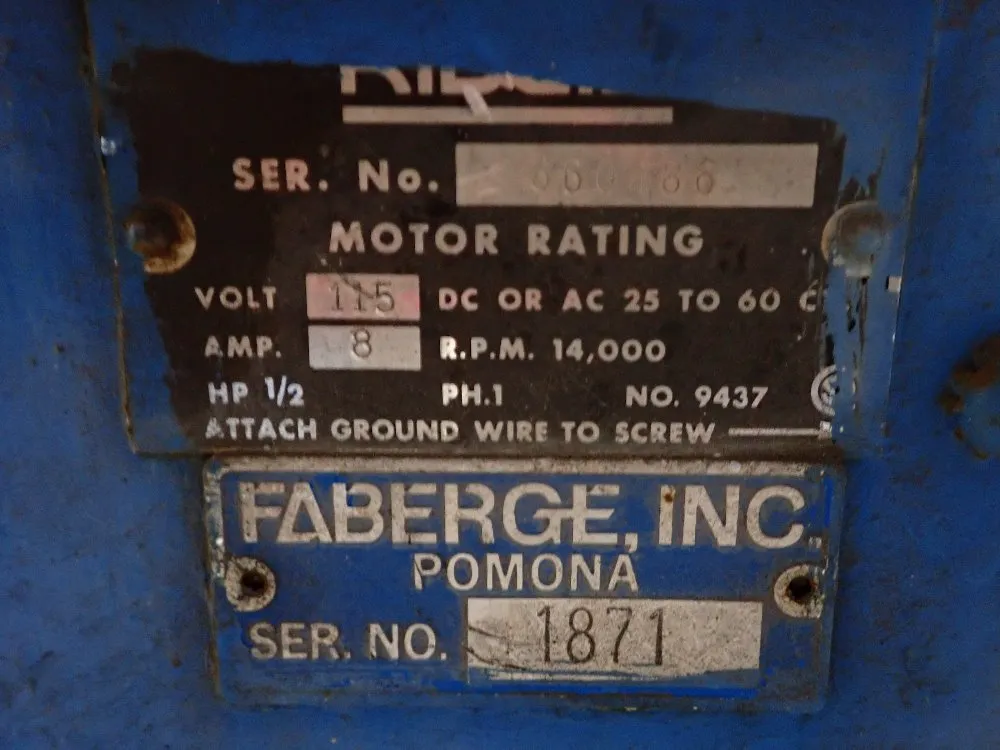 SER. No.
MOTOR RATING
VOLT 115 DC OR AC 25 TO 60 C
AMP. 8 R.P.M. 14,000
HP 1/2 PH.1 NO. 9437
ATTACH GROUND WIRE TO SCREW
FABERGE, INC.
POMONA
SER. NO. 1871